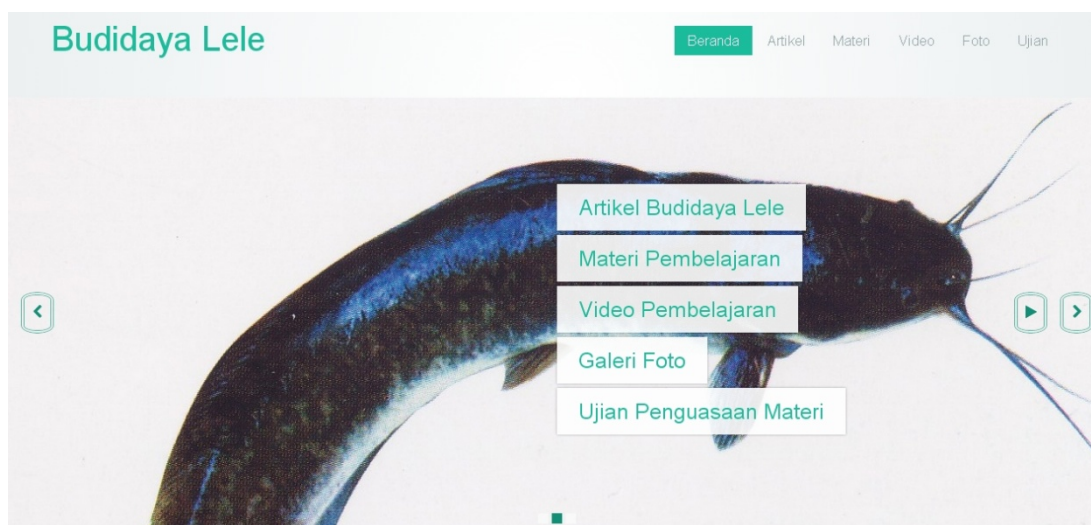 Budidaya Lele
Beranda Artikel Materi Video Foto Ujian
Artikel Budidaya Lele
Materi Pembelajaran
Video Pembelajaran
Galeri Foto
Ujian Penguasaan Materi